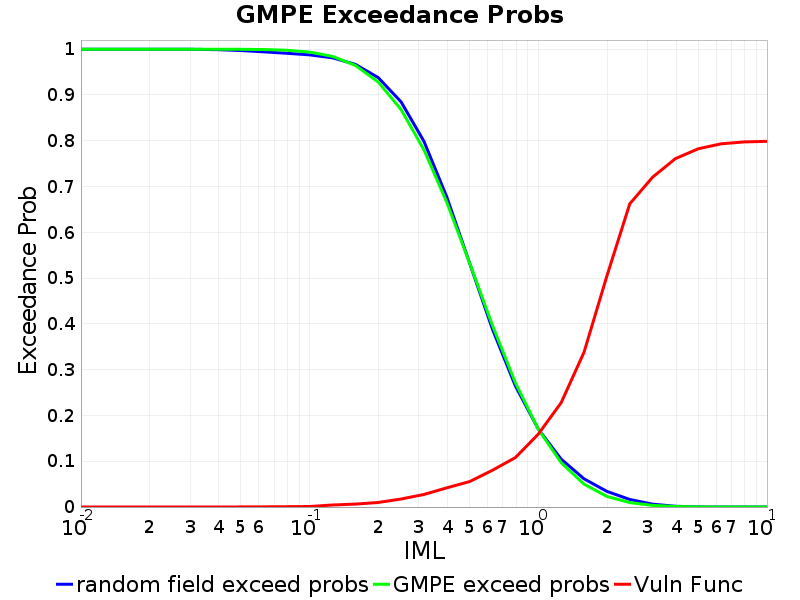 GMPE Exceedance Probs
Exceedance Prob
1
0.9
0.8
0.7
0.6
0.5
0.4
0.3
0.2
0.1
0
10^-2 2 3 4 5 6 10^-1 2 3 4 5 6 7 10^0 2 3 4 5 6 7 10^1
IML
random field exceed probs GMPE exceed probs Vuln Func